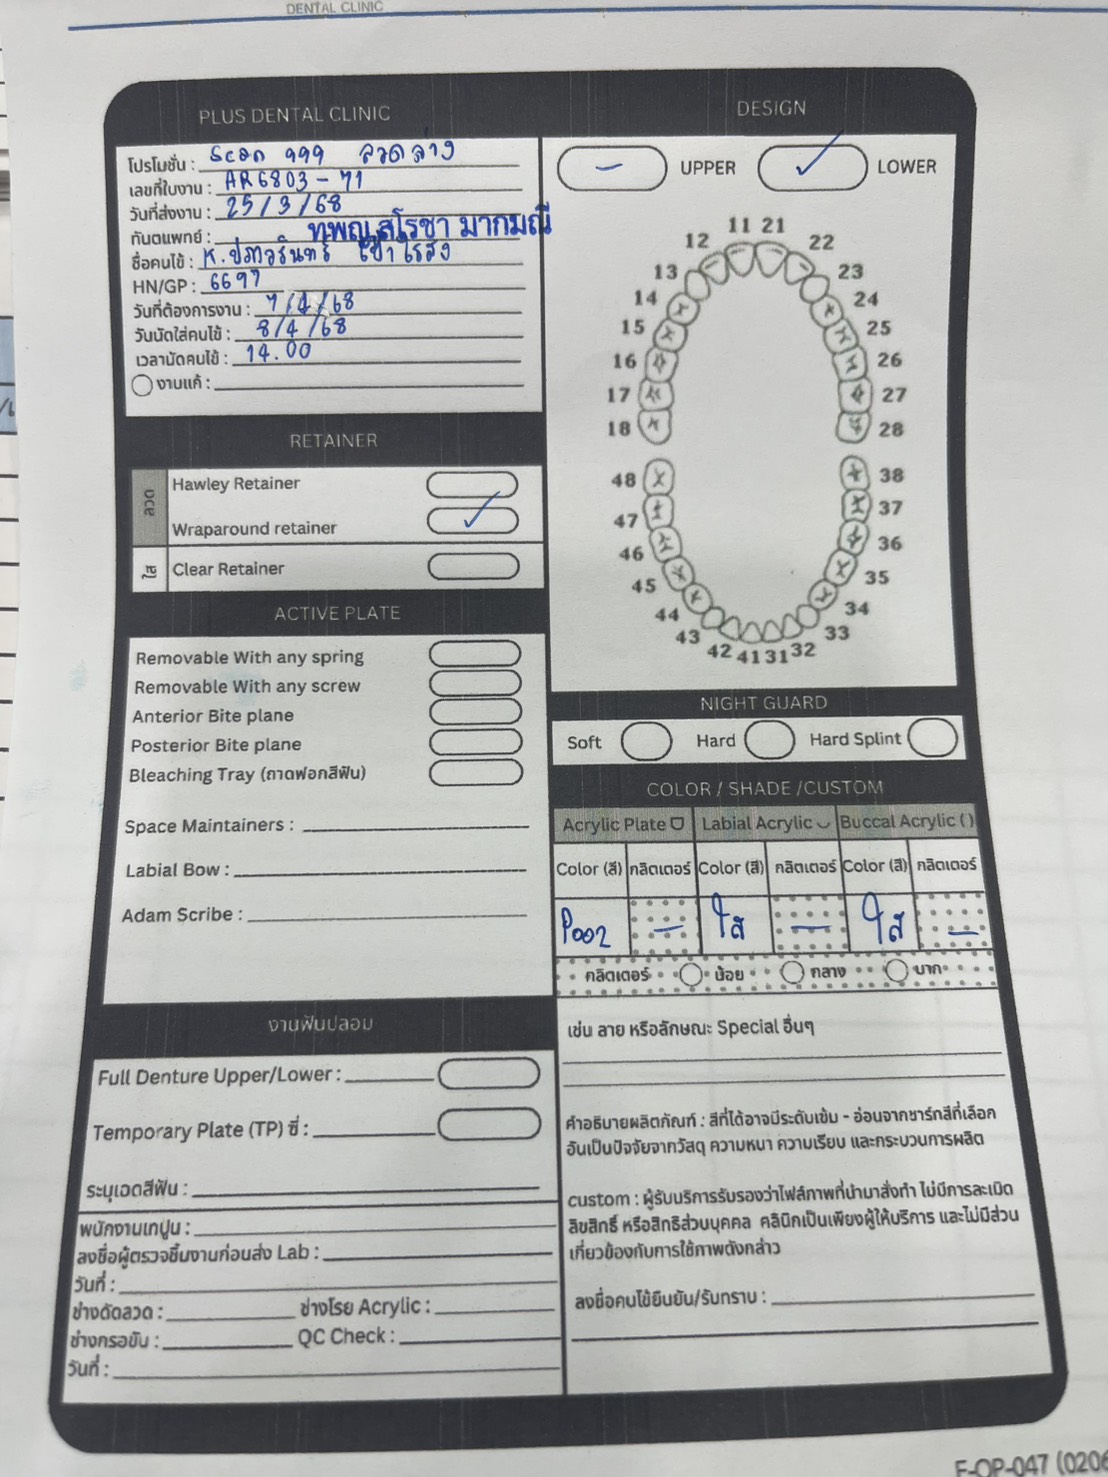 DENTAL CLINIC
PLUS DENTAL CLINIC
โปรโมชั่น : Scan 999 ลวดลาง
เลขที่ใบงาน : AR6803-71
วันที่ส่งงาน : 25/3/68
ทันตแพทย์ : ทพญ.สโรชา มากมณี
ชื่อคนไข้ : K.
HN/GP : 6697
วันที่ต้องการงาน : 7/4/68
วันนัดใส่คนไข้ : 8/4/68
เวลานัดคนไข้ : 14.00
งานแก้ :
RETAINER
ลวด
Hawley Retainer
Wraparound retainer
ใส
Clear Retainer
ACTIVE PLATE
Removable With any spring
Removable With any screw
Anterior Bite plane
Posterior Bite plane
Bleaching Tray (ถาดฟอกสีฟัน)
Space Maintainers :
Labial Bow :
Adam Scribe :
งานฟันปลอม
Full Denture Upper/Lower :
Temporary Plate (TP) ซี่ :
ระบุเฉดสีฟัน :
พนักงานเทปูน :
ลงชื่อผู้ตรวจชิ้นงานก่อนส่ง Lab :
วันที่ :
ช่างดัดลวด : ช่างโรย Acrylic :
ช่างกรอขัน : QC Check :
วันที่ :
DESIGN
– UPPER ✓ LOWER
11 21
12 22
13 23
14 24
15 25
16 26
17 27
18 28
48 38
47 37
46 36
45 35
44 34
43 33
42 41 31 32
NIGHT GUARD
Soft Hard Hard Splint
COLOR / SHADE /CUSTOM
Acrylic Plate Labial Acrylic Buccal Acrylic ( )
Color (สี) กลิตเตอร์ Color (สี) กลิตเตอร์ Color (สี) กลิตเตอร์
P002 – ใส – ใส –
กลิตเตอร์ น้อย กลาง มาก
เช่น ลาย หรือลักษณะ Special อื่นๆ
คำอธิบายผลิตภัณฑ์ : สีที่ได้อาจมีระดับเข้ม - อ่อนจากชาร์กสีที่เลือก
อันเป็นปัจจัยจากวัสดุ ความหนา ความเรียบ และกระบวนการผลิต
custom : ผู้รับบริการรับรองว่าไฟล์ภาพที่นำมาสั่งทำ ไม่มีการละเมิด
ลิขสิทธิ์ หรือสิทธิส่วนบุคคล คลินิกเป็นเพียงผู้ให้บริการ และไม่มีส่วน
เกี่ยวข้องกับการใช้ภาพดังกล่าว
ลงชื่อคนไข้ยืนยัน/รับทราบ :
F-OP-047 (0206